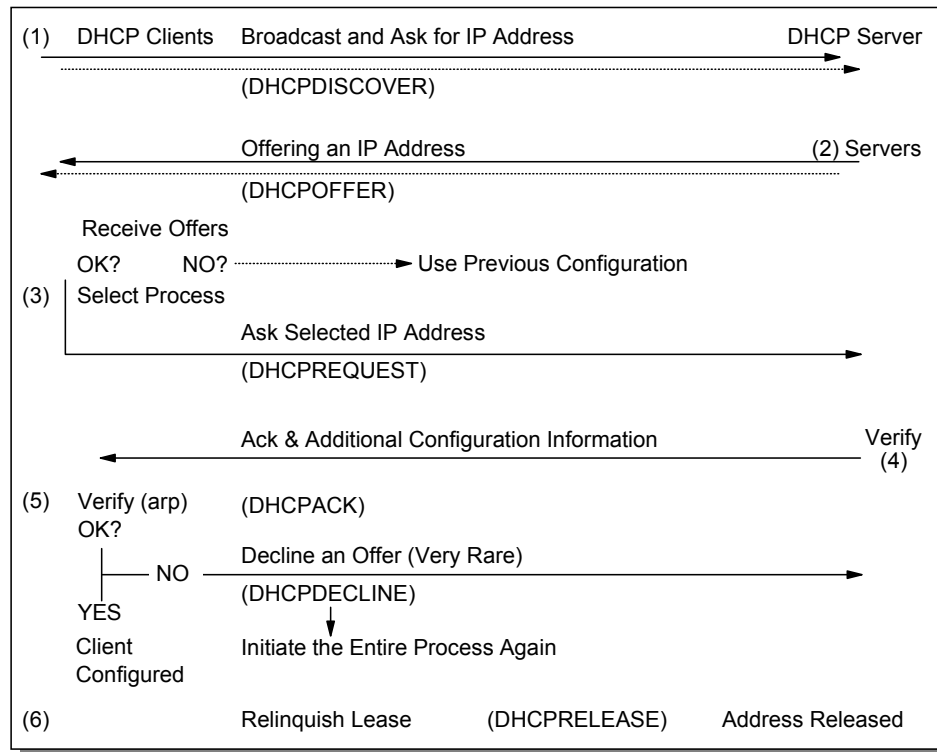 (1) DHCP Clients Broadcast and Ask for IP Address DHCP Server
(DHCPDISCOVER)
Offering an IP Address (2) Servers
(DHCPOFFER)
Receive Offers
OK? NO? Use Previous Configuration
(3) Select Process
Ask Selected IP Address
(DHCPREQUEST)
Ack & Additional Configuration Information Verify
(4)
(5) Verify (arp) (DHCPACK)
OK?
Decline an Offer (Very Rare)
NO
(DHCPDECLINE)
YES
Client Initiate the Entire Process Again
Configured
(6) Relinquish Lease (DHCPRELEASE) Address Released